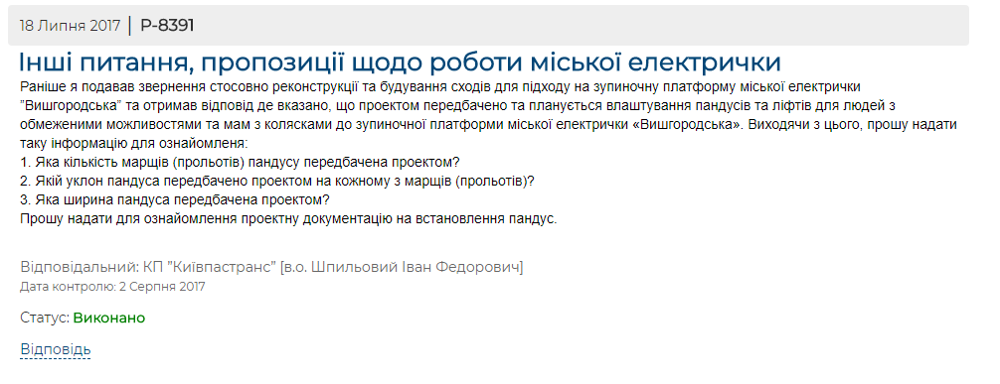 18 Липня 2017 | Р-8391
Інші питання, пропозиції щодо роботи міської електрички
Раніше я подавав звернення стосовно реконструкції та будування сходів для підходу на зупиночну платформу міської електрички
"Вишгородська" та отримав відповід де вказано, що проектом передбачено та планується влаштування пандусів та ліфтів для людей з
обмеженими можливостями та мам з колясками до зупиночної платформи міської електрички «Вишгородська». Виходячи з цього, прошу надати
таку інформацію для ознайомленя:
1. Яка кількість марщів (прольотів) пандусу передбачена проектом?
2. Якій уклон пандуса передбачено проектом на кожному з марщів (прольотів)?
3. Яка ширина пандуса передбачена проектом?
Прошу надати для ознайомлення проектну документацію на встановлення пандус.
Відповідальний: КП "Київпастранс" [в.о. Шпильовий Іван Федорович]
Дата контролю: 2 Серпня 2017
Статус: Виконано
Відповідь